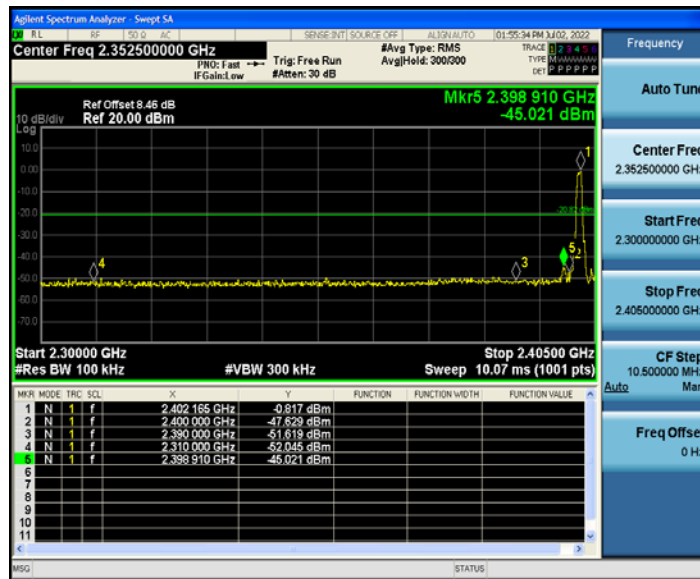 Agilent Spectrum Analyzer - Swept SA
RL RF 50 Ω AC SENSE:INT SOURCE OFF ALIGN AUTO 01:55:34 PM Jul 02, 2022
Center Freq 2.352500000 GHz
#Avg Type: RMS
TRACE 1 2 3 4 5 6
PNO: Fast Trig: Free Run Avg|Hold: 300/300
TYPE
IFGain:Low #Atten: 30 dB
DET P P P P P P
Mkr5 2.398 910 GHz
-45.021 dBm
Ref Offset 8.46 dB
10 dB/div Ref 20.00 dBm
Log
10.0
0.00
-10.0
-20.0
-30.0
-40.0
-50.0
-60.0
-70.0
1
4
3
5
2
Start 2.30000 GHz Stop 2.40500 GHz
#Res BW 100 kHz #VBW 300 kHz Sweep 10.07 ms (1001 pts)
MKR MODE TRC SCL X Y FUNCTION FUNCTION WIDTH FUNCTION VALUE
1 N 1 f 2.402 165 GHz -0.817 dBm
2 N 1 f 2.400 000 GHz -47.629 dBm
3 N 1 f 2.390 000 GHz -51.619 dBm
4 N 1 f 2.310 000 GHz -52.045 dBm
5 N 1 f 2.398 910 GHz -45.021 dBm
6
7
8
9
10
11
MSG STATUS
Frequency
Auto Tune
Center Freq
2.352500000 GHz
Start Freq
2.300000000 GHz
Stop Freq
2.405000000 GHz
CF Step
10.500000 MHz
Auto Man
Freq Offset
0 Hz